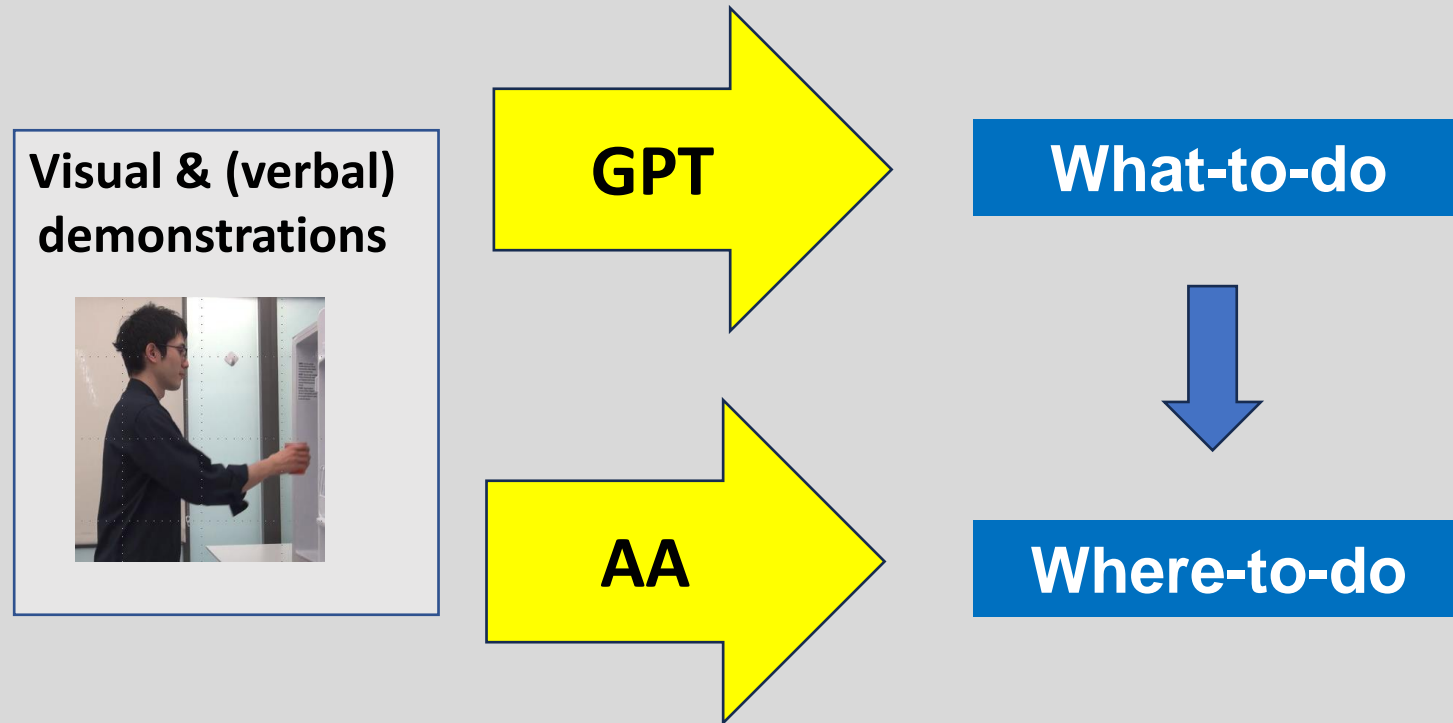 Visual & (verbal)
demonstrations
GPT
What-to-do
AA
Where-to-do